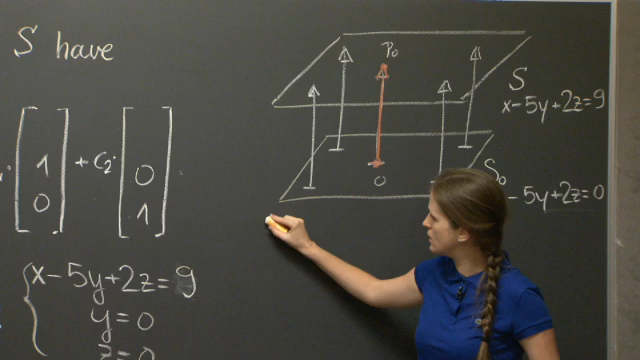 S have
1
0
+ C₂·
0
1
x-5y+2z=9
y=0
z=0
P₀
0
S
x-5y+2z=9
S₀
-5y+2z=0